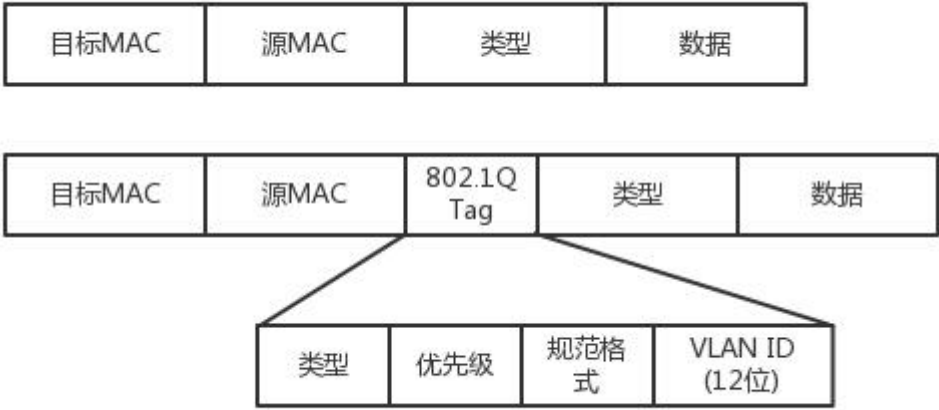 目标MAC 源MAC 类型 数据
目标MAC 源MAC 802.1Q Tag 类型 数据
类型 优先级 规范格式 VLAN ID (12位)